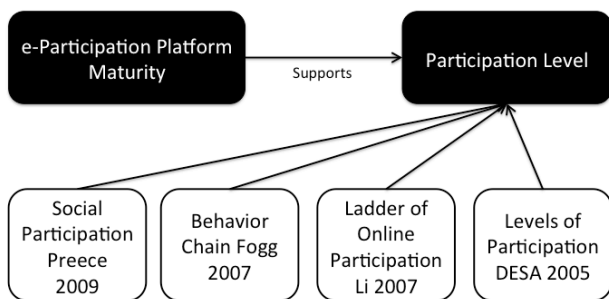 e-Participation Platform
Maturity
Supports
Participation Level
Social
Participation
Preece
2009
Behavior
Chain Fogg
2007
Ladder of
Online
Participation
Li 2007
Levels of
Participation
DESA 2005